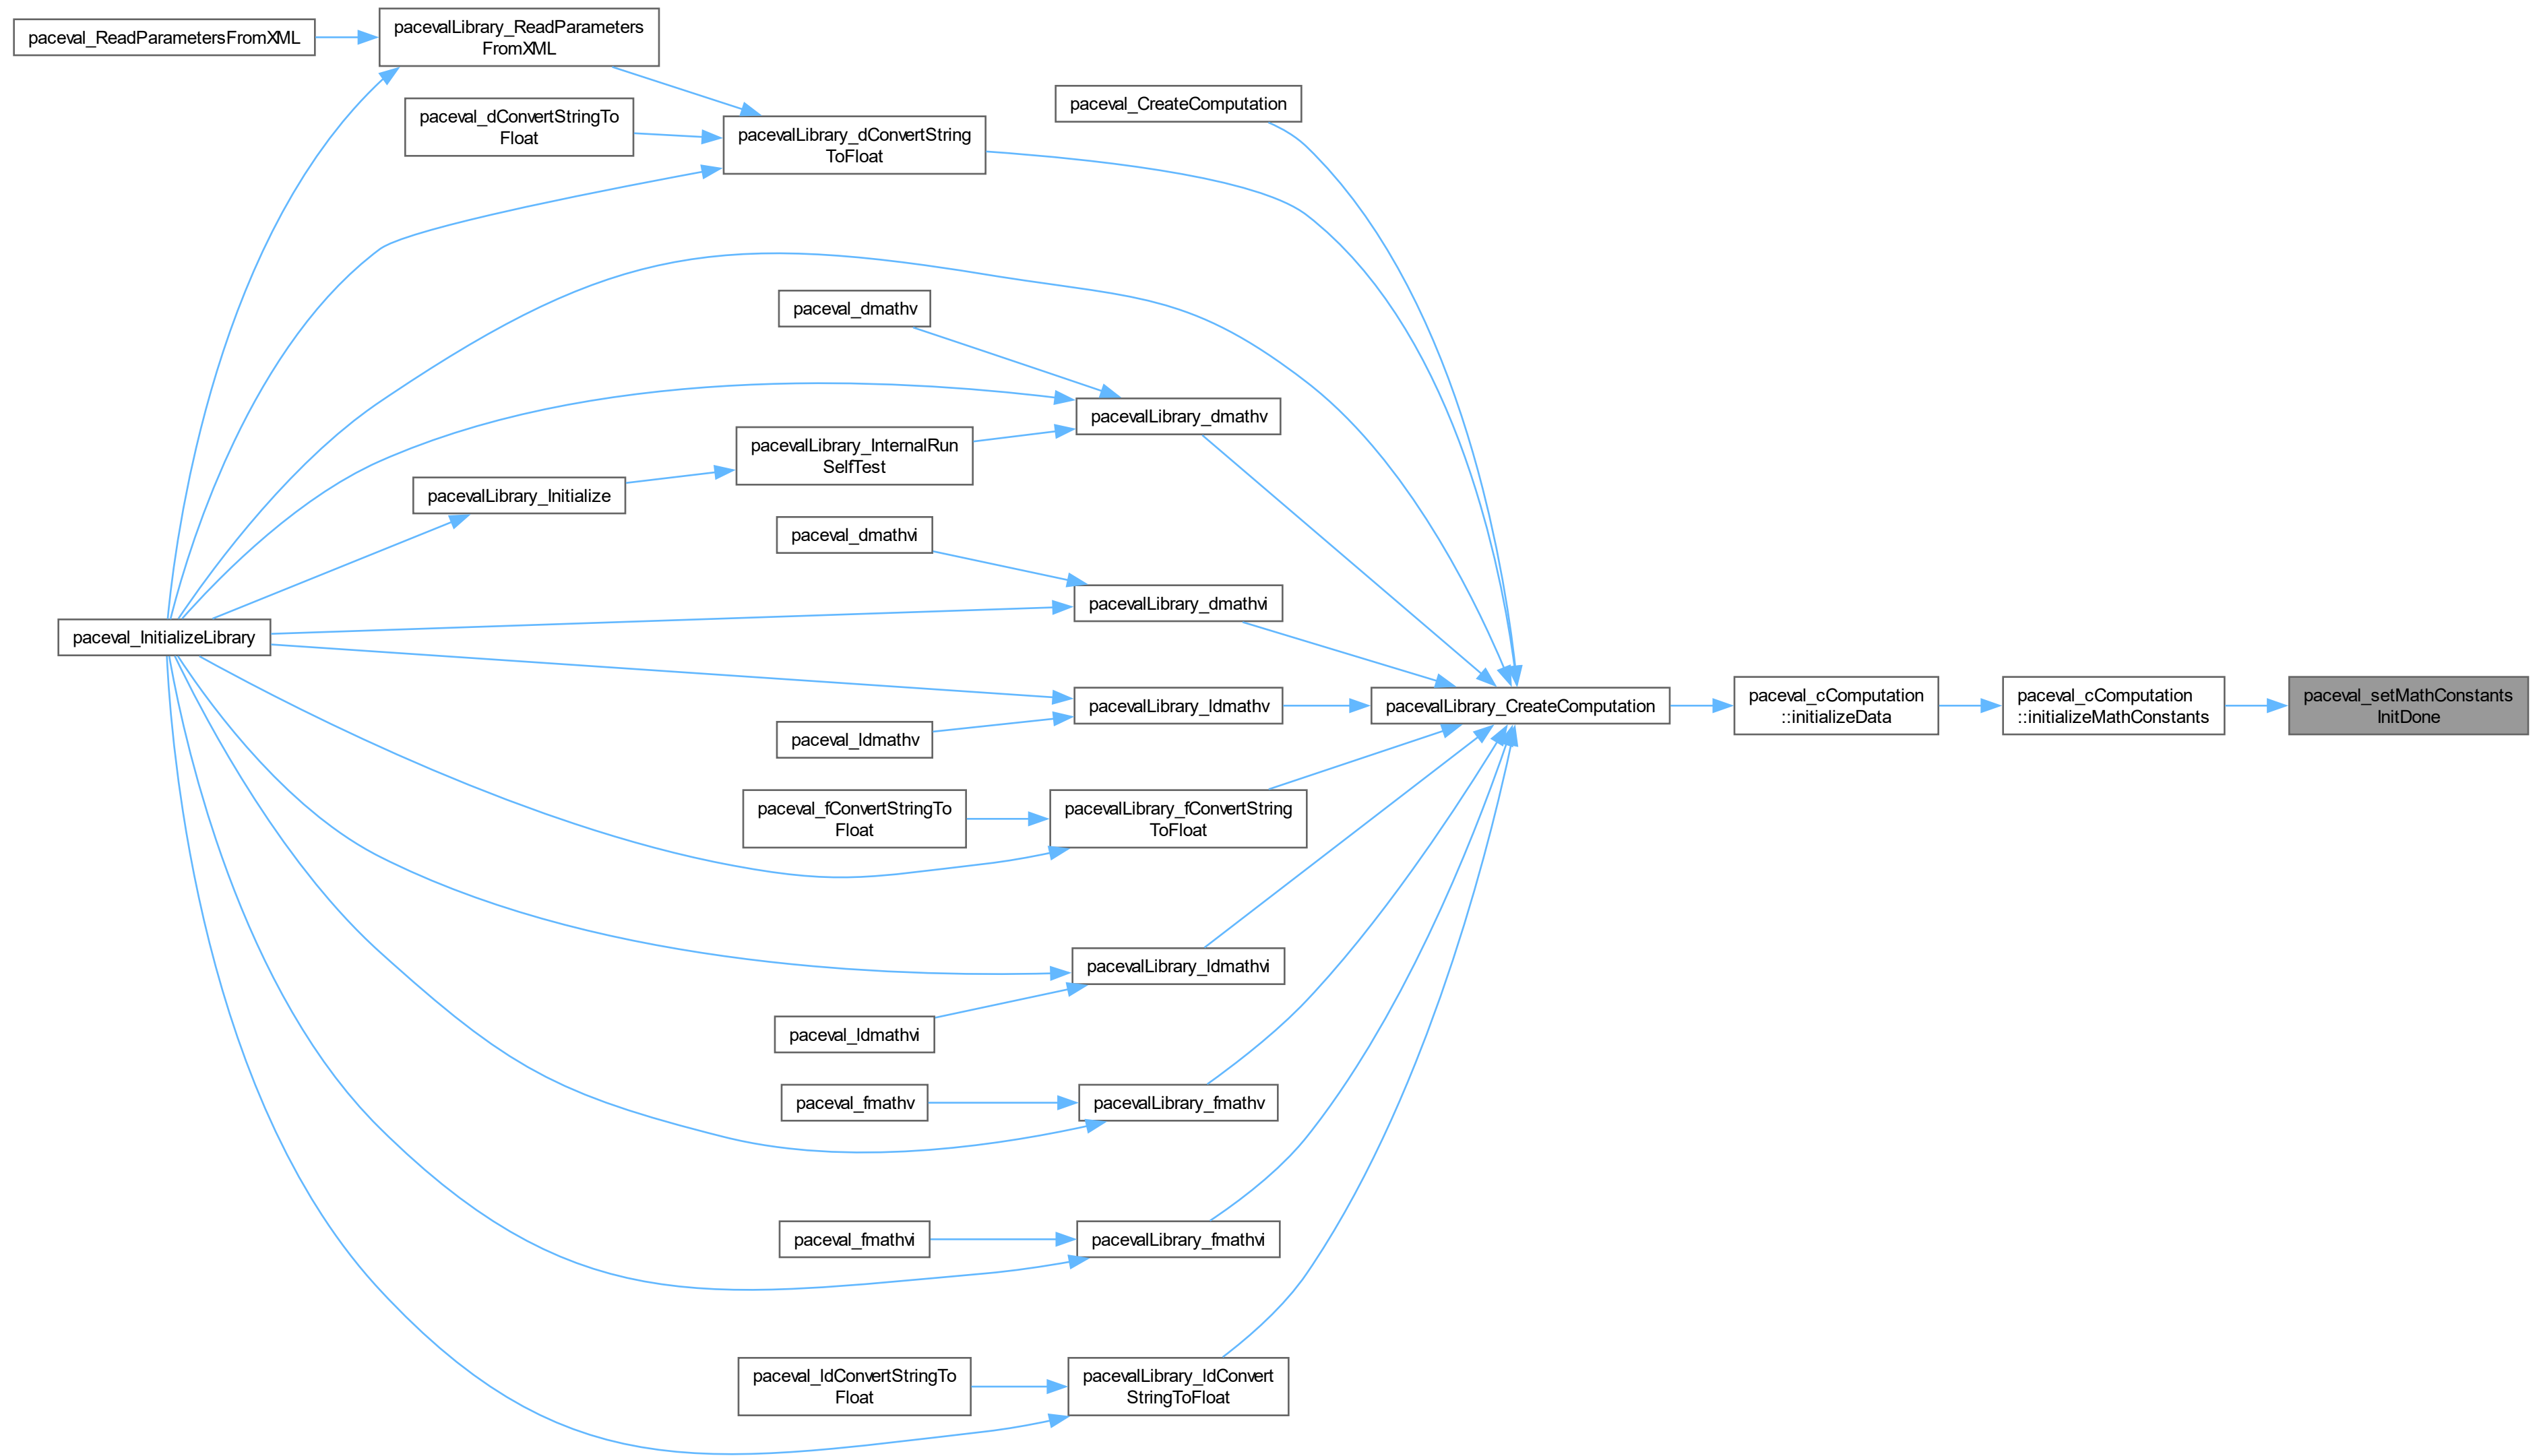 paceval_ReadParametersFromXML
pacevalLibrary_ReadParameters
FromXML
paceval_CreateComputation
paceval_dConvertStringTo
Float
pacevalLibrary_dConvertString
ToFloat
paceval_dmathv
pacevalLibrary_dmathv
pacevalLibrary_InternalRun
SelfTest
pacevalLibrary_Initialize
paceval_dmathvi
pacevalLibrary_dmathvi
paceval_InitializeLibrary
pacevalLibrary_ldmathv
paceval_ldmathv
pacevalLibrary_CreateComputation
paceval_cComputation
::initializeData
paceval_cComputation
::initializeMathConstants
paceval_setMathConstants
InitDone
paceval_fConvertStringTo
Float
pacevalLibrary_fConvertString
ToFloat
pacevalLibrary_ldmathvi
paceval_ldmathvi
paceval_fmathv
pacevalLibrary_fmathv
paceval_fmathvi
pacevalLibrary_fmathvi
paceval_ldConvertStringTo
Float
pacevalLibrary_ldConvert
StringToFloat